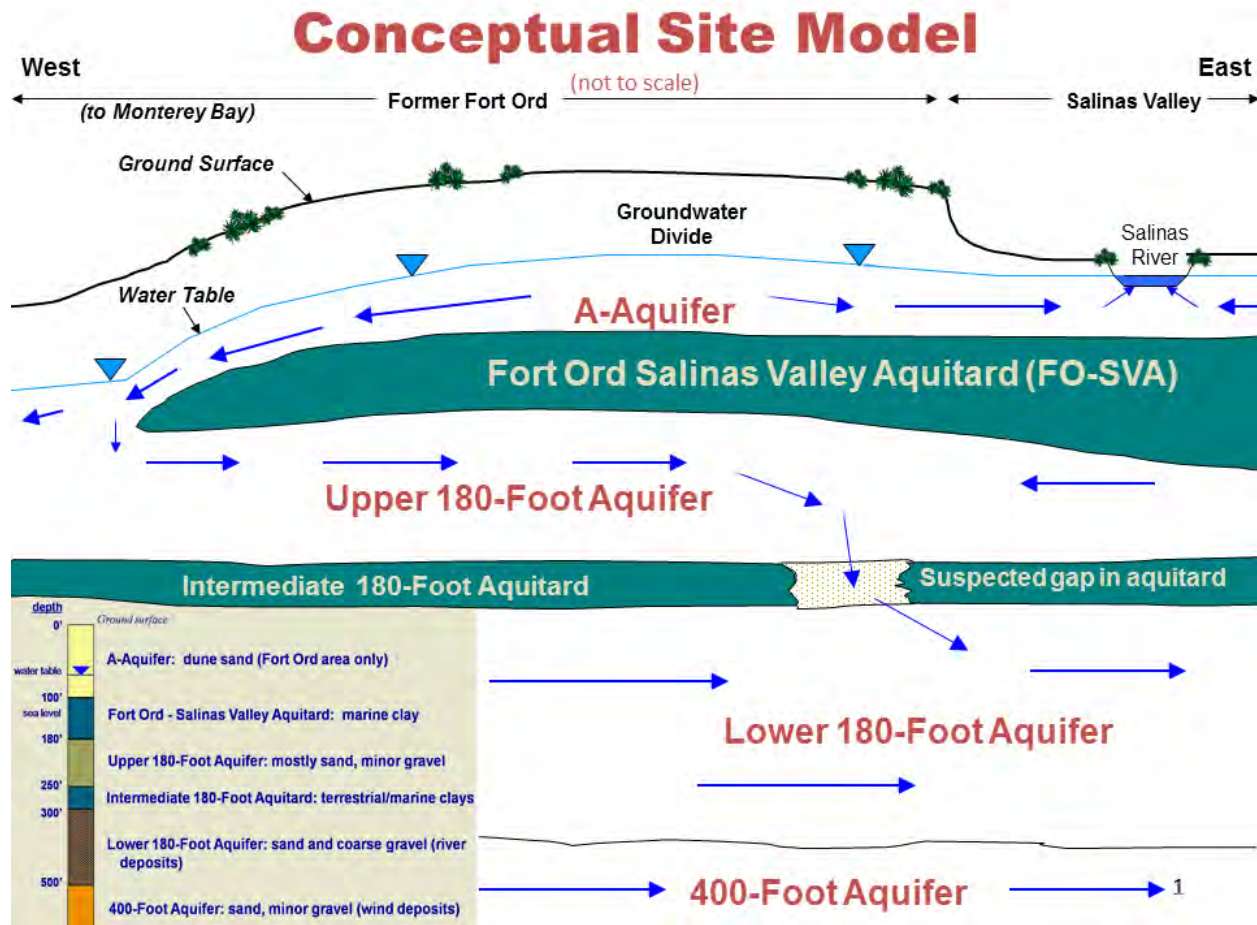 Conceptual Site Model
West
(not to scale)
East
(to Monterey Bay)
Former Fort Ord
Salinas Valley
Ground Surface
Groundwater
Divide
Salinas
River
Water Table
A-Aquifer
Fort Ord Salinas Valley Aquitard (FO-SVA)
Upper 180-Foot Aquifer
Intermediate 180-Foot Aquitard
Suspected gap in aquitard
depth
Ground surface
0'
A-Aquifer: dune sand (Fort Ord area only)
water table
100'
sea level
Fort Ord - Salinas Valley Aquitard: marine clay
180'
Upper 180-Foot Aquifer: mostly sand, minor gravel
250'
Intermediate 180-Foot Aquitard: terrestrial/marine clays
300'
Lower 180-Foot Aquifer: sand and coarse gravel (river
deposits)
500'
400-Foot Aquifer: sand, minor gravel (wind deposits)
Lower 180-Foot Aquifer
400-Foot Aquifer
1